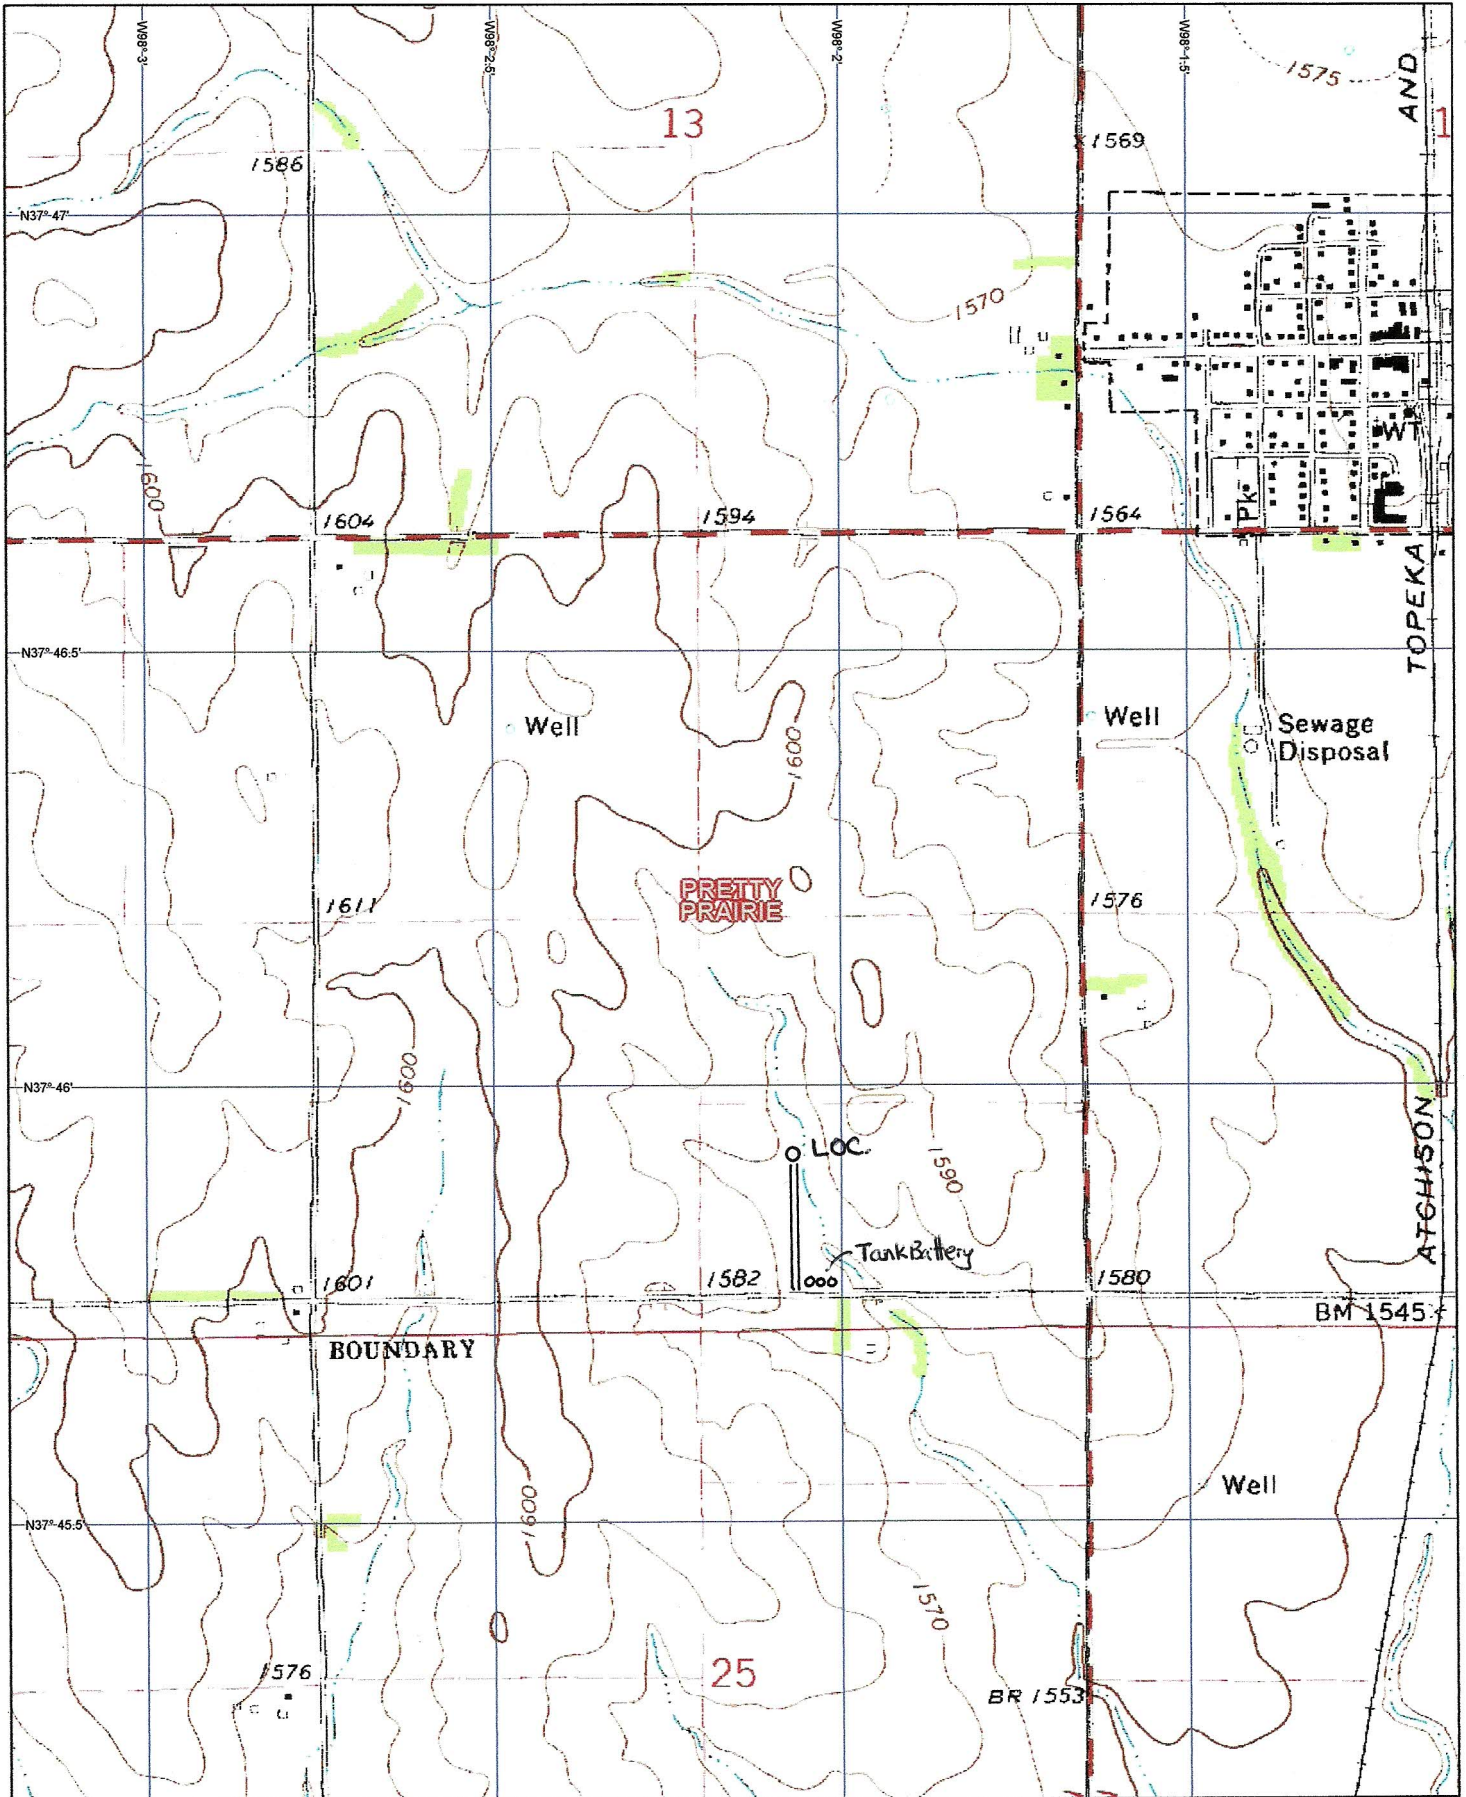 W98°-3'
W98°-2.5'
W98°-2'
W98°-1.5'
1575
AND
13
1
1569
1586
N37°-47'
1570
WT
1600
1604
1594
1564
Pk
TOPEKA
N37°-46.5'
Well
Well
Sewage
Disposal
1600
PRETTY
PRAIRIE
1611
1576
1600
N37°-46'
LOC.
1590
ATCHISON
Tank Battery
1601
1582
1580
BM 1545
BOUNDARY
Well
1600
N37°-45.5'
1570
1576
25
BR 1553